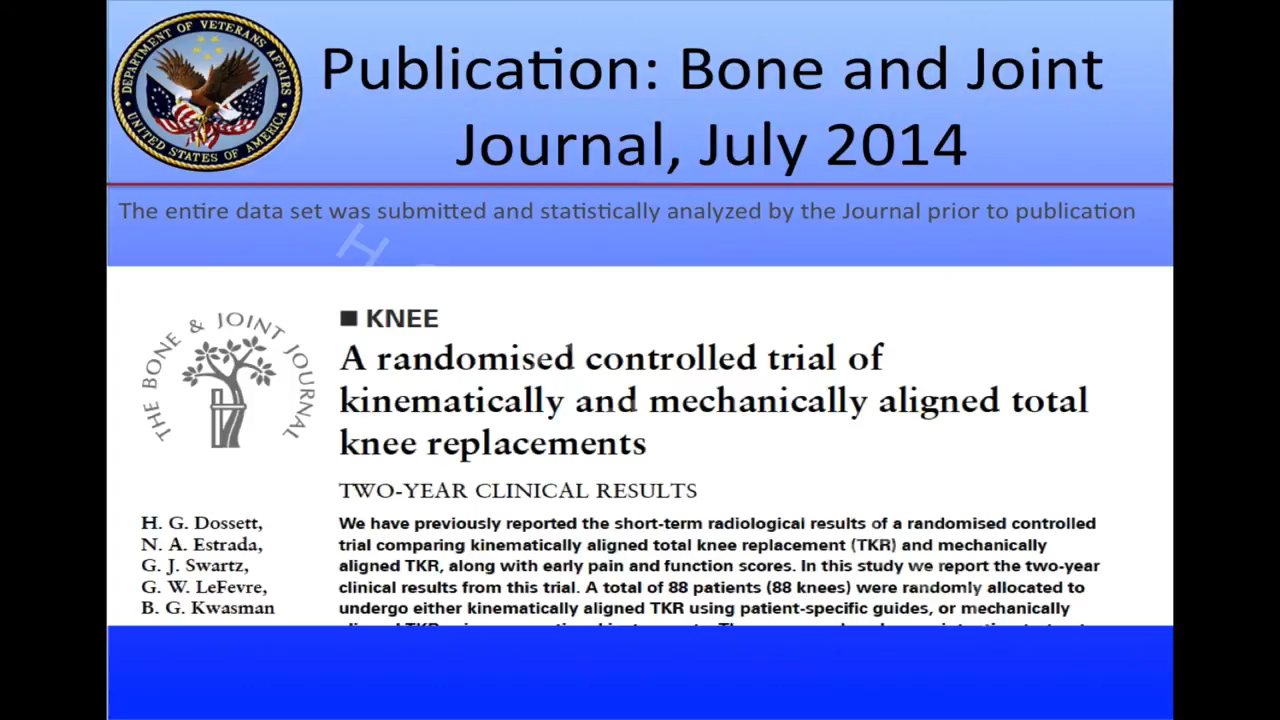 DEPARTMENT OF VETERANS AFFAIRS
UNITED STATES OF AMERICA
Publication: Bone and Joint
Journal, July 2014
The entire data set was submitted and statistically analyzed by the Journal prior to publication
H
THE BONE & JOINT JOURNAL
■ KNEE
A randomised controlled trial of
kinematically and mechanically aligned total
knee replacements
TWO-YEAR CLINICAL RESULTS
H. G. Dossett,
N. A. Estrada,
G. J. Swartz,
G. W. LeFevre,
B. G. Kwasman
We have previously reported the short-term radiological results of a randomised controlled
trial comparing kinematically aligned total knee replacement (TKR) and mechanically
aligned TKR, along with early pain and function scores. In this study we report the two-year
clinical results from this trial. A total of 88 patients (88 knees) were randomly allocated to
undergo either kinematically aligned TKR using patient-specific guides, or mechanically